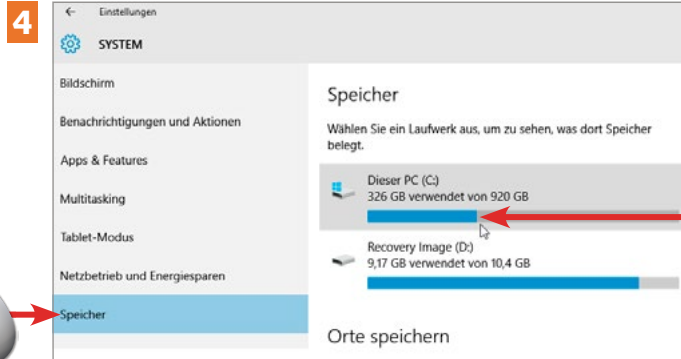 4
Einstellungen
SYSTEM
Bildschirm
Benachrichtigungen und Aktionen
Apps & Features
Multitasking
Tablet-Modus
Netzbetrieb und Energiesparen
Speicher
Speicher
Wählen Sie ein Laufwerk aus, um zu sehen, was dort Speicher
belegt.
Dieser PC (C:)
326 GB verwendet von 920 GB
Recovery Image (D:)
9,17 GB verwendet von 10,4 GB
Orte speichern